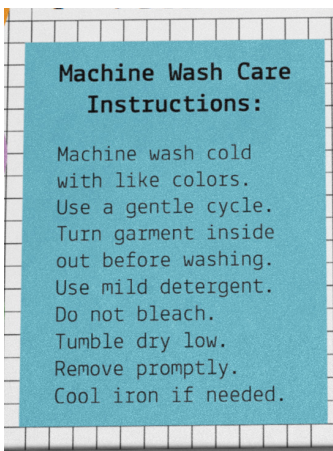 Machine Wash Care
Instructions:
Machine wash cold
with like colors.
Use a gentle cycle.
Turn garment inside
out before washing.
Use mild detergent.
Do not bleach.
Tumble dry low.
Remove promptly.
Cool iron if needed.